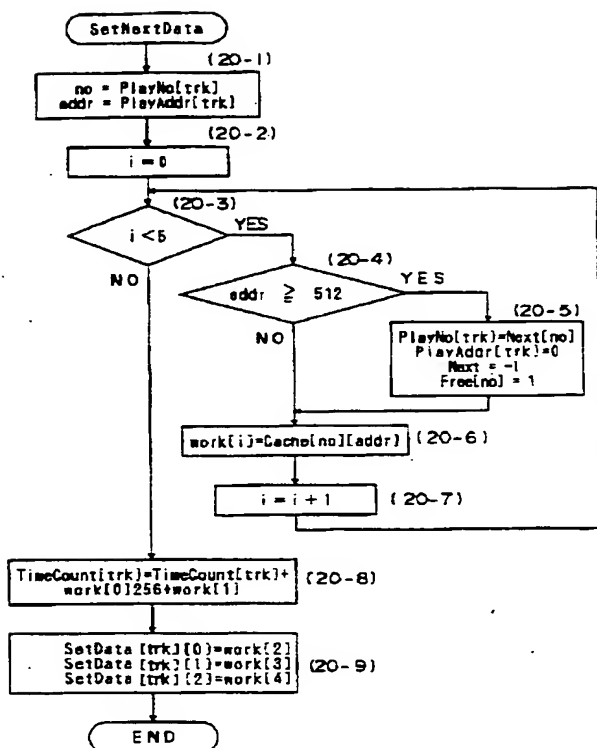 SetNextData
(20-1)
no = PlayNo[trk]
addr = PlayAddr[trk]
(20-2)
i = 0
(20-3)
i < 5
YES
NO
(20-4)
addr ≧ 512
YES
NO
(20-5)
PlayNo(trk)=Next[no]
PlayAddr[trk]=0
Next = -1
Free[no] = 1
work[i]=Cache[no][addr]
(20-6)
i = i + 1
(20-7)
TimeCount[trk]=TimeCount[trk]+
work[0]256+work[1]
(20-8)
SetData[trk][0]=work[2]
SetData[trk][1]=work[3]
SetData[trk][2]=work[4]
(20-9)
END